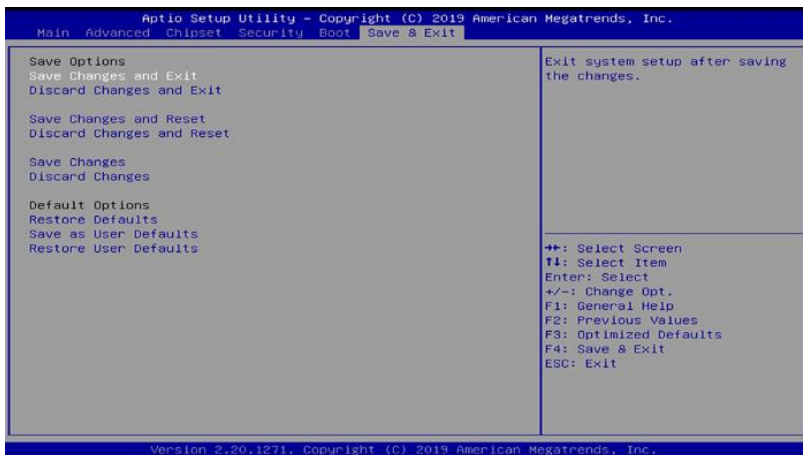 Aptio Setup Utility – Copyright (C) 2019 American Megatrends, Inc.
Main Advanced Chipset Security Boot Save & Exit
Save Options
Save Changes and Exit
Discard Changes and Exit
Save Changes and Reset
Discard Changes and Reset
Save Changes
Discard Changes
Default Options
Restore Defaults
Save as User Defaults
Restore User Defaults
Exit system setup after saving
the changes.
→←: Select Screen
↑↓: Select Item
Enter: Select
+/-: Change Opt.
F1: General Help
F2: Previous Values
F3: Optimized Defaults
F4: Save & Exit
ESC: Exit
Version 2.20.1271. Copyright (C) 2019 American Megatrends, Inc.